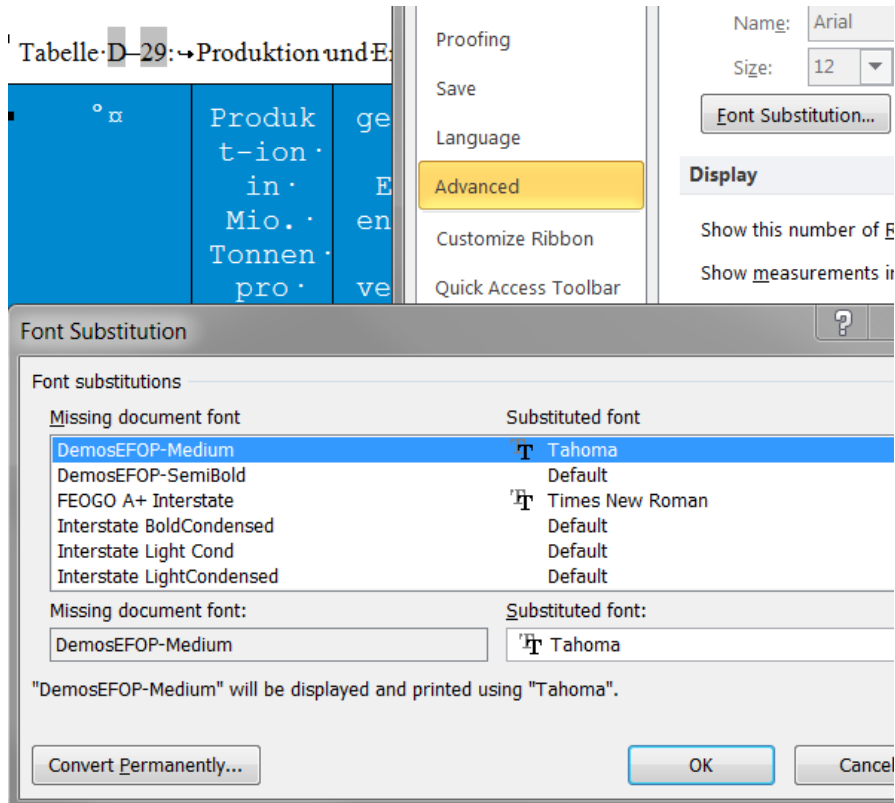 Tabelle·D–29:→Produktion und E
°¤
Produk
t-ion·
in·
Mio.·
Tonnen·
pro·
ge
E
en
ve
Proofing
Save
Language
Advanced
Customize Ribbon
Quick Access Toolbar
Name: Arial
Size: 12
Font Substitution...
Display
Show this number of R
Show measurements in
Font Substitution
Font substitutions
Missing document font Substituted font
DemosEFOP-Medium Tahoma
DemosEFOP-SemiBold Default
FEOGO A+ Interstate Times New Roman
Interstate BoldCondensed Default
Interstate Light Cond Default
Interstate LightCondensed Default
Missing document font: Substituted font:
DemosEFOP-Medium Tahoma
"DemosEFOP-Medium" will be displayed and printed using "Tahoma".
Convert Permanently... OK Cancel